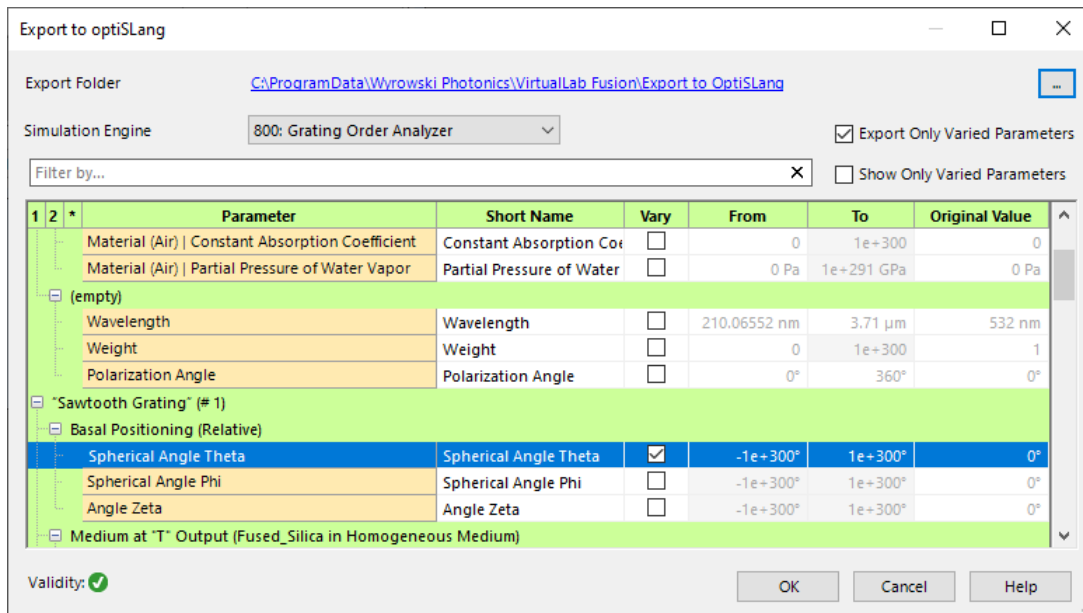 Export to optiSLang
Export Folder C:\ProgramData\Wyrowski Photonics\VirtualLab Fusion\Export to OptiSLang ...
Simulation Engine 800: Grating Order Analyzer Export Only Varied Parameters
Filter by... Show Only Varied Parameters
1 2 * Parameter Short Name Vary From To Original Value
Material (Air) | Constant Absorption Coefficient Constant Absorption Coe 0 1e+300 0
Material (Air) | Partial Pressure of Water Vapor Partial Pressure of Water 0 Pa 1e+291 GPa 0 Pa
(empty)
Wavelength Wavelength 210.06552 nm 3.71 µm 532 nm
Weight Weight 0 1e+300 1
Polarization Angle Polarization Angle 0° 360° 0°
"Sawtooth Grating" (# 1)
Basal Positioning (Relative)
Spherical Angle Theta Spherical Angle Theta -1e+300° 1e+300° 0°
Spherical Angle Phi Spherical Angle Phi -1e+300° 1e+300° 0°
Angle Zeta Angle Zeta -1e+300° 1e+300° 0°
Medium at "T" Output (Fused_Silica in Homogeneous Medium)
Validity: OK Cancel Help